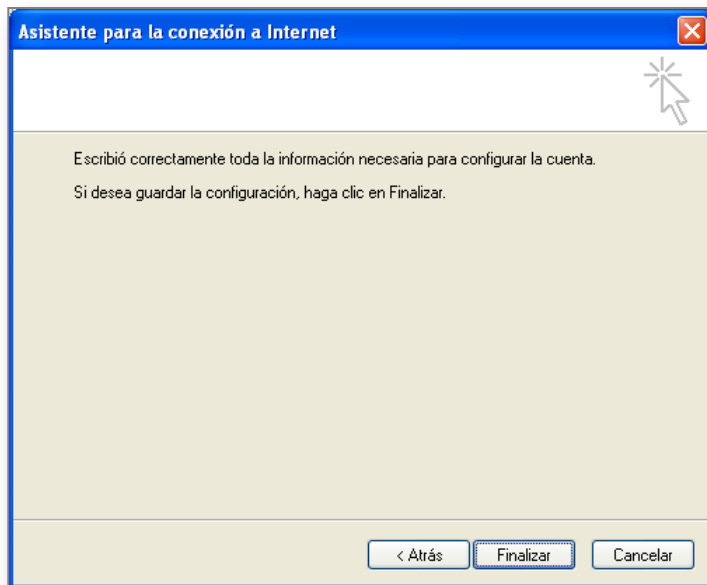 Asistente para la conexión a Internet
Escribió correctamente toda la información necesaria para configurar la cuenta.
Si desea guardar la configuración, haga clic en Finalizar.
< Atrás
Finalizar
Cancelar